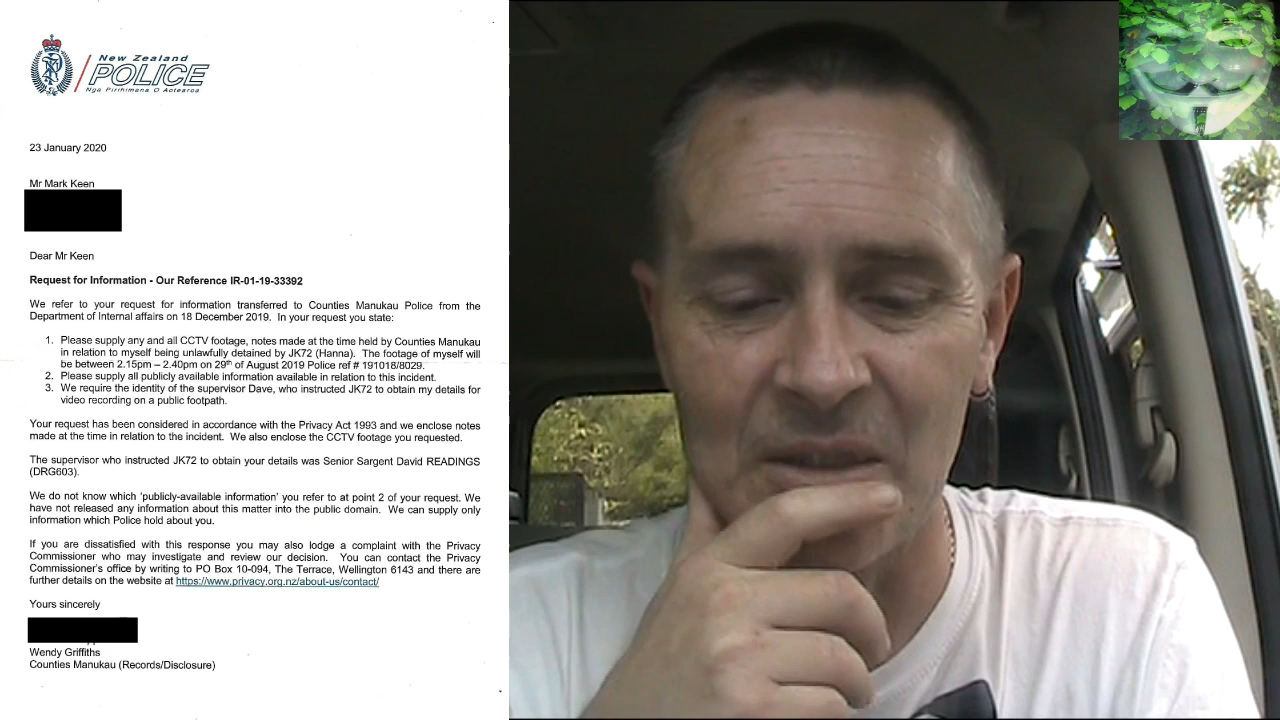 New Zealand
POLICE
Nga Pirihimana O Aotearoa
23 January 2020
Mr Mark Keen
Dear Mr Keen
Request for Information - Our Reference IR-01-19-33392
We refer to your request for information transferred to Counties Manukau Police from the
Department of Internal affairs on 18 December 2019. In your request you state:
1. Please supply any and all CCTV footage, notes made at the time held by Counties Manukau
in relation to myself being unlawfully detained by JK72 (Hanna). The footage of myself will
be between 2.15pm – 2.40pm on 29th of August 2019 Police ref # 191018/8029.
2. Please supply all publicly available information available in relation to this incident.
3. We require the identity of the supervisor Dave, who instructed JK72 to obtain my details for
video recording on a public footpath.
Your request has been considered in accordance with the Privacy Act 1993 and we enclose notes
made at the time in relation to the incident. We also enclose the CCTV footage you requested.
The supervisor who instructed JK72 to obtain your details was Senior Sargent David READINGS
(DRG603).
We do not know which 'publicly-available information' you refer to at point 2 of your request. We
have not released any information about this matter into the public domain. We can supply only
information which Police hold about you.
If you are dissatisfied with this response you may also lodge a complaint with the Privacy
Commissioner who may investigate and review our decision. You can contact the Privacy
Commissioner's office by writing to PO Box 10-094, The Terrace, Wellington 6143 and there are
further details on the website at https://www.privacy.org.nz/about-us/contact/
Yours sincerely
Wendy Griffiths
Counties Manukau (Records/Disclosure)